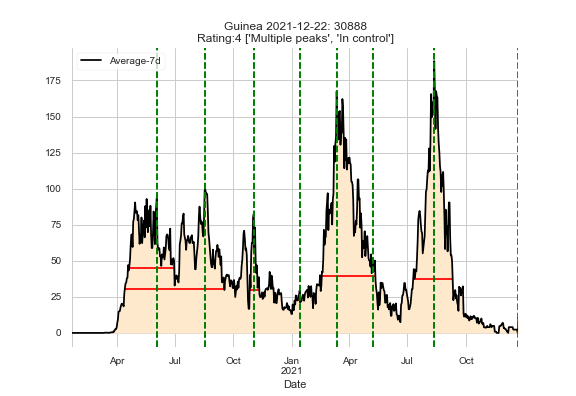 Guinea 2021-12-22: 30888
Rating:4 ['Multiple peaks', 'In control']
Average-7d
175
150
125
100
75
50
25
0
Apr
Jul
Oct
Jan
2021
Apr
Jul
Oct
Date